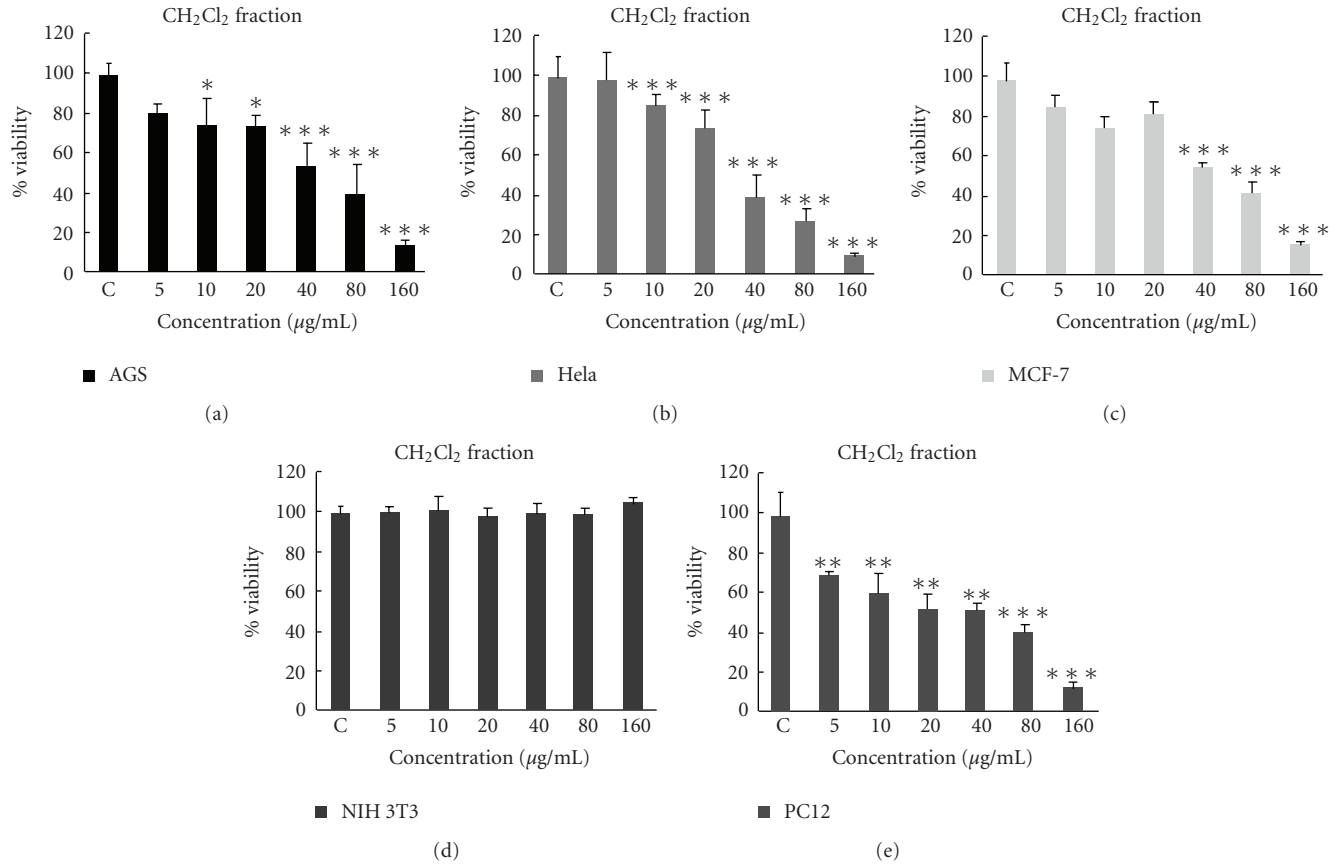 CH₂Cl₂ fraction
120
100
80
60
40
20
0
% viability
*
*
***
***
***
C 5 10 20 40 80 160
Concentration (µg/mL)
AGS
(a)
CH₂Cl₂ fraction
120
100
80
60
40
20
0
% viability
***
***
***
***
***
C 5 10 20 40 80 160
Concentration (µg/mL)
Hela
(b)
CH₂Cl₂ fraction
120
100
80
60
40
20
0
% viability
***
***
***
C 5 10 20 40 80 160
Concentration (µg/mL)
MCF-7
(c)
CH₂Cl₂ fraction
120
100
80
60
40
20
0
% viability
C 5 10 20 40 80 160
Concentration (µg/mL)
NIH 3T3
(d)
CH₂Cl₂ fraction
120
100
80
60
40
20
0
% viability
**
**
**
**
***
***
C 5 10 20 40 80 160
Concentration (µg/mL)
PC12
(e)